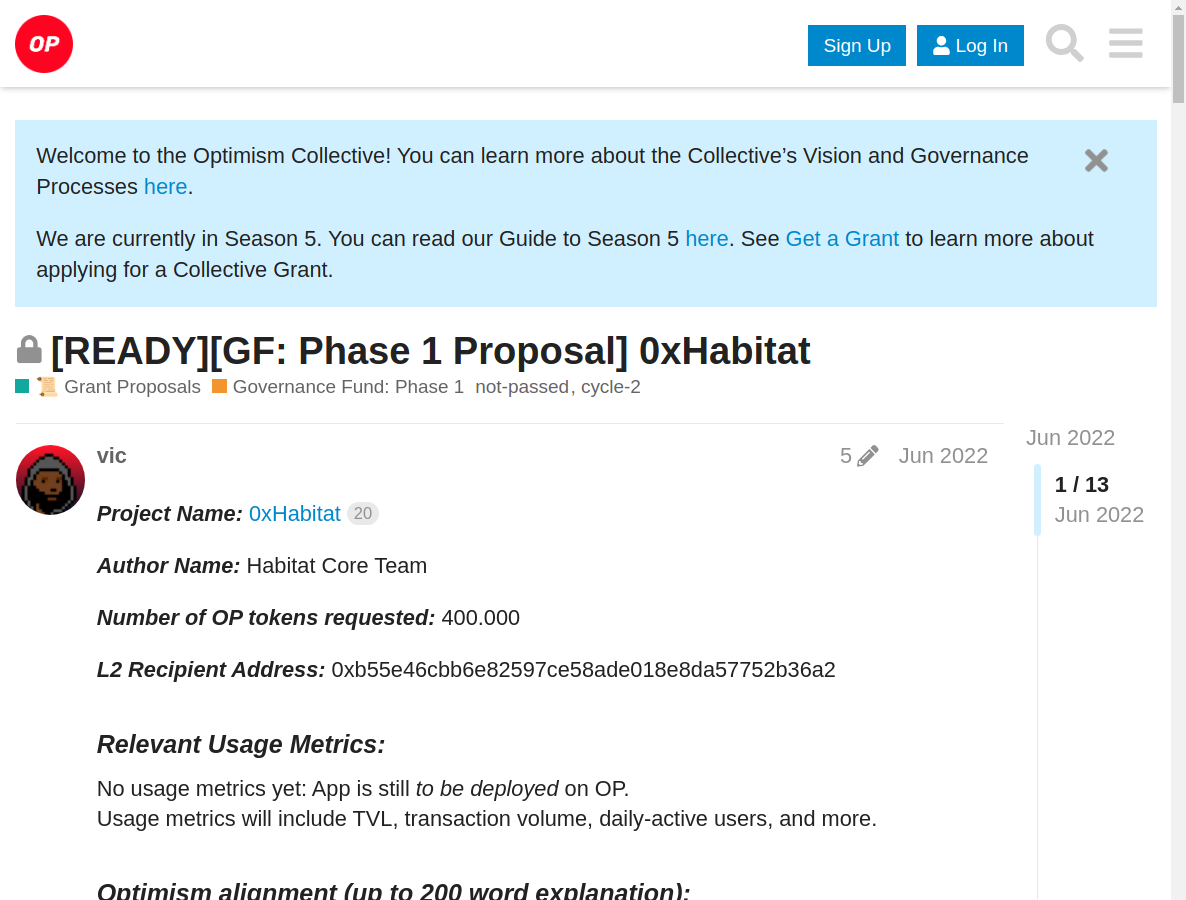 OP
Sign Up
Log In
Welcome to the Optimism Collective! You can learn more about the Collective’s Vision and Governance
Processes here.
We are currently in Season 5. You can read our Guide to Season 5 here. See Get a Grant to learn more about
applying for a Collective Grant.
[READY][GF: Phase 1 Proposal] 0xHabitat
Grant Proposals Governance Fund: Phase 1 not-passed, cycle-2
vic 5 Jun 2022
Jun 2022
1 / 13
Jun 2022
Project Name: 0xHabitat 20
Author Name: Habitat Core Team
Number of OP tokens requested: 400.000
L2 Recipient Address: 0xb55e46cbb6e82597ce58ade018e8da57752b36a2
Relevant Usage Metrics:
No usage metrics yet: App is still to be deployed on OP.
Usage metrics will include TVL, transaction volume, daily-active users, and more.
Optimism alignment (up to 200 word explanation):